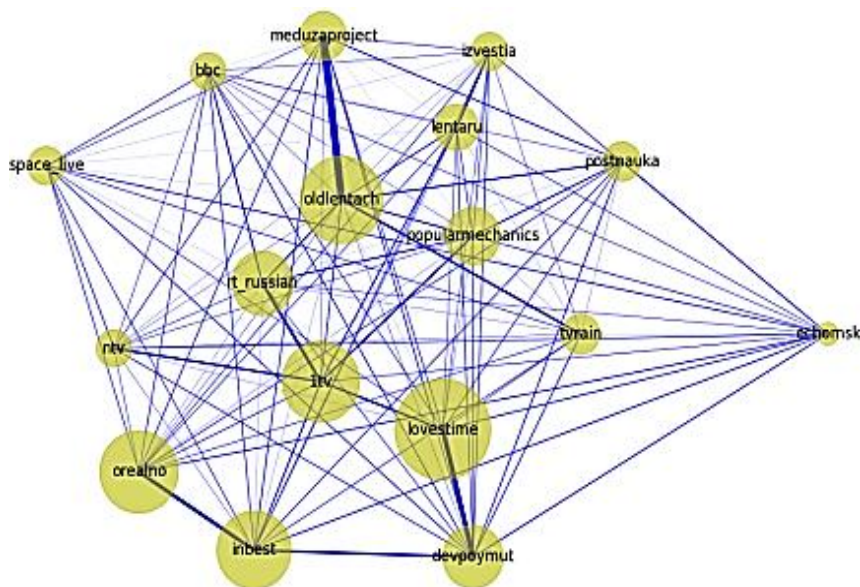 meduzaproject
izvestia
bbc
lentaru
space_live
postnauka
oldlentach
popularmechanics
rt_russian
tvrain
echomsk
ntv
1tv
lovestime
orealno
inbest
devpoymut